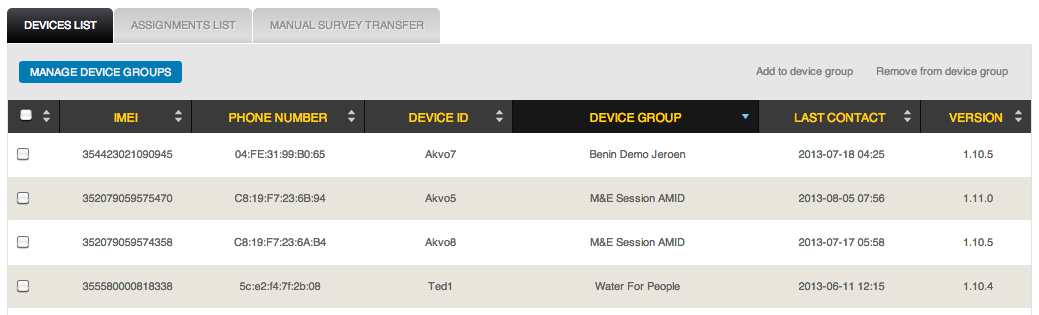 DEVICES LIST ASSIGNMENTS LIST MANUAL SURVEY TRANSFER
MANAGE DEVICE GROUPS Add to device group Remove from device group
IMEI PHONE NUMBER DEVICE ID DEVICE GROUP LAST CONTACT VERSION
354423021090945 04:FE:31:99:B0:65 Akvo7 Benin Demo Jeroen 2013-07-18 04:25 1.10.5
352079059575470 C8:19:F7:23:6B:94 Akvo5 M&E Session AMID 2013-08-05 07:56 1.11.0
352079059574358 C8:19:F7:23:6A:B4 Akvo8 M&E Session AMID 2013-07-17 05:58 1.10.5
355580000818338 5c:e2:f4:7f:2b:08 Ted1 Water For People 2013-06-11 12:15 1.10.4